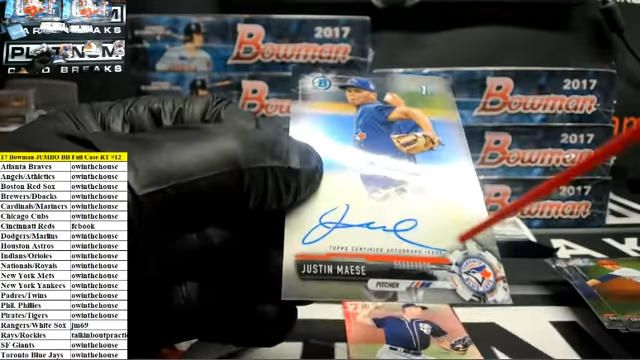 PLATINUM
CARD BREAKS
2017
Bowman
Bowman
2017
Bowman
2017
Bowman
2017
Bowman
1st
TOPPS CERTIFIED AUTOGRAPH ISSUE
JUSTIN MAESE
PITCHER
17 Bowman JUMBO BB Full Case RT #12
Atlanta Braves owinthehouse
Angels/Athletics owinthehouse
Boston Red Sox owinthehouse
Brewers/Dbacks owinthehouse
Cardinals/Mariners owinthehouse
Chicago Cubs owinthehouse
Cincinnati Reds fcbook
Dodgers/Marlins owinthehouse
Houston Astros owinthehouse
Indians/Orioles owinthehouse
Nationals/Royals owinthehouse
New York Mets owinthehouse
New York Yankees owinthehouse
Padres/Twins owinthehouse
Phil. Phillies owinthehouse
Pirates/Tigers owinthehouse
Rangers/White Sox jm69
Rays/Rockies talkinboutpracti
SF Giants owinthehouse
Toronto Blue Jays owinthehouse